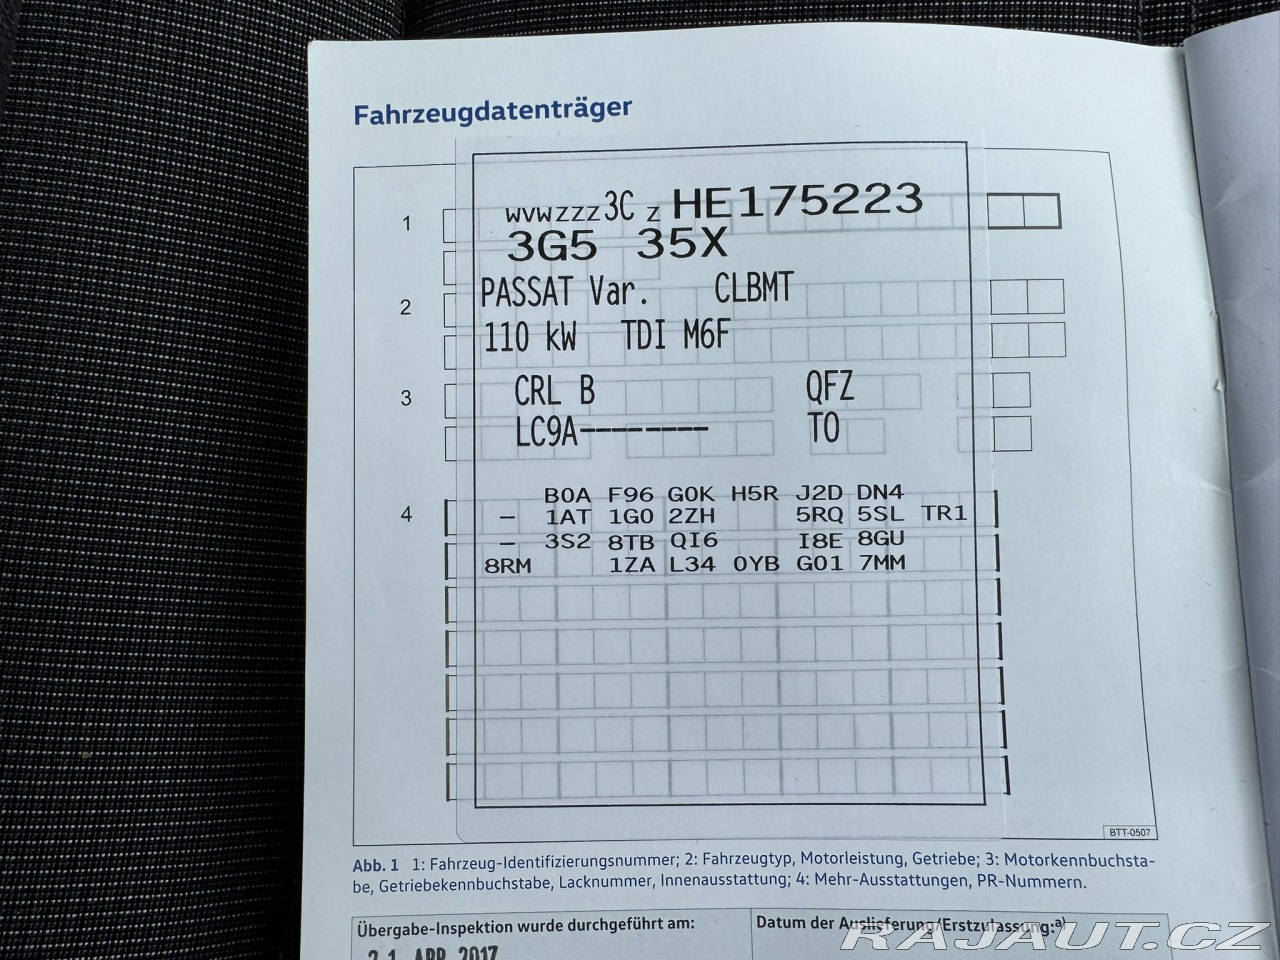 Fahrzeugdatenträger
1 WVWZZZ3C Z HE175223
3G5 35X
2 PASSAT Var. CLBMT
110 kW TDI M6F
3 CRL B QFZ
LC9A-------- TO
B0A F96 G0K H5R J2D DN4
4 – 1AT 1G0 2ZH 5RQ 5SL TR1
– 3S2 8TB QI6 I8E 8GU
8RM 1ZA L34 0YB G01 7MM
BTT-0507
Abb. 1 1: Fahrzeug-Identifizierungsnummer; 2: Fahrzeugtyp, Motorleistung, Getriebe; 3: Motorkennbuchsta-
be, Getriebekennbuchstabe, Lacknummer, Innenausstattung; 4: Mehr-Ausstattungen, PR-Nummern.
Übergabe-Inspektion wurde durchgeführt am: Datum der Auslieferung/Erstzulassung:a)
21. APR. 2017
RAJAUT.CZ